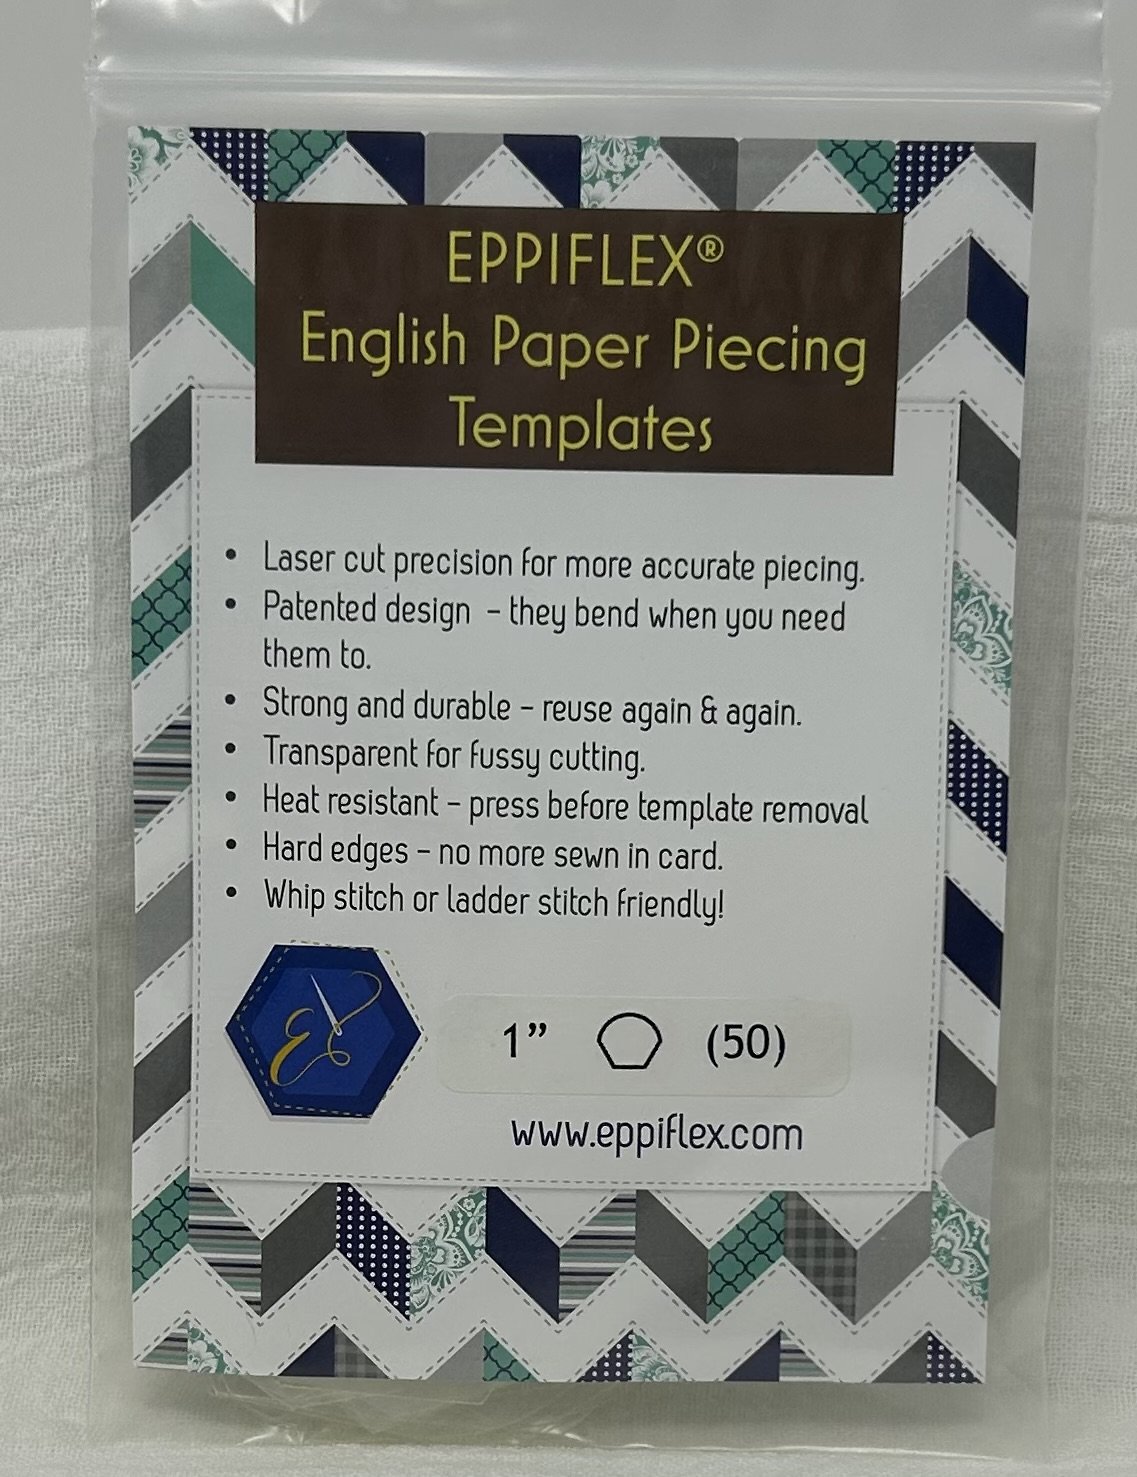 EPPIFLEX®
English Paper Piecing
Templates
• Laser cut precision for more accurate piecing.
• Patented design – they bend when you need
them to.
• Strong and durable – reuse again & again.
• Transparent for fussy cutting.
• Heat resistant – press before template removal
• Hard edges – no more sewn in card.
• Whip stitch or ladder stitch friendly!
1” (50)
www.eppiflex.com